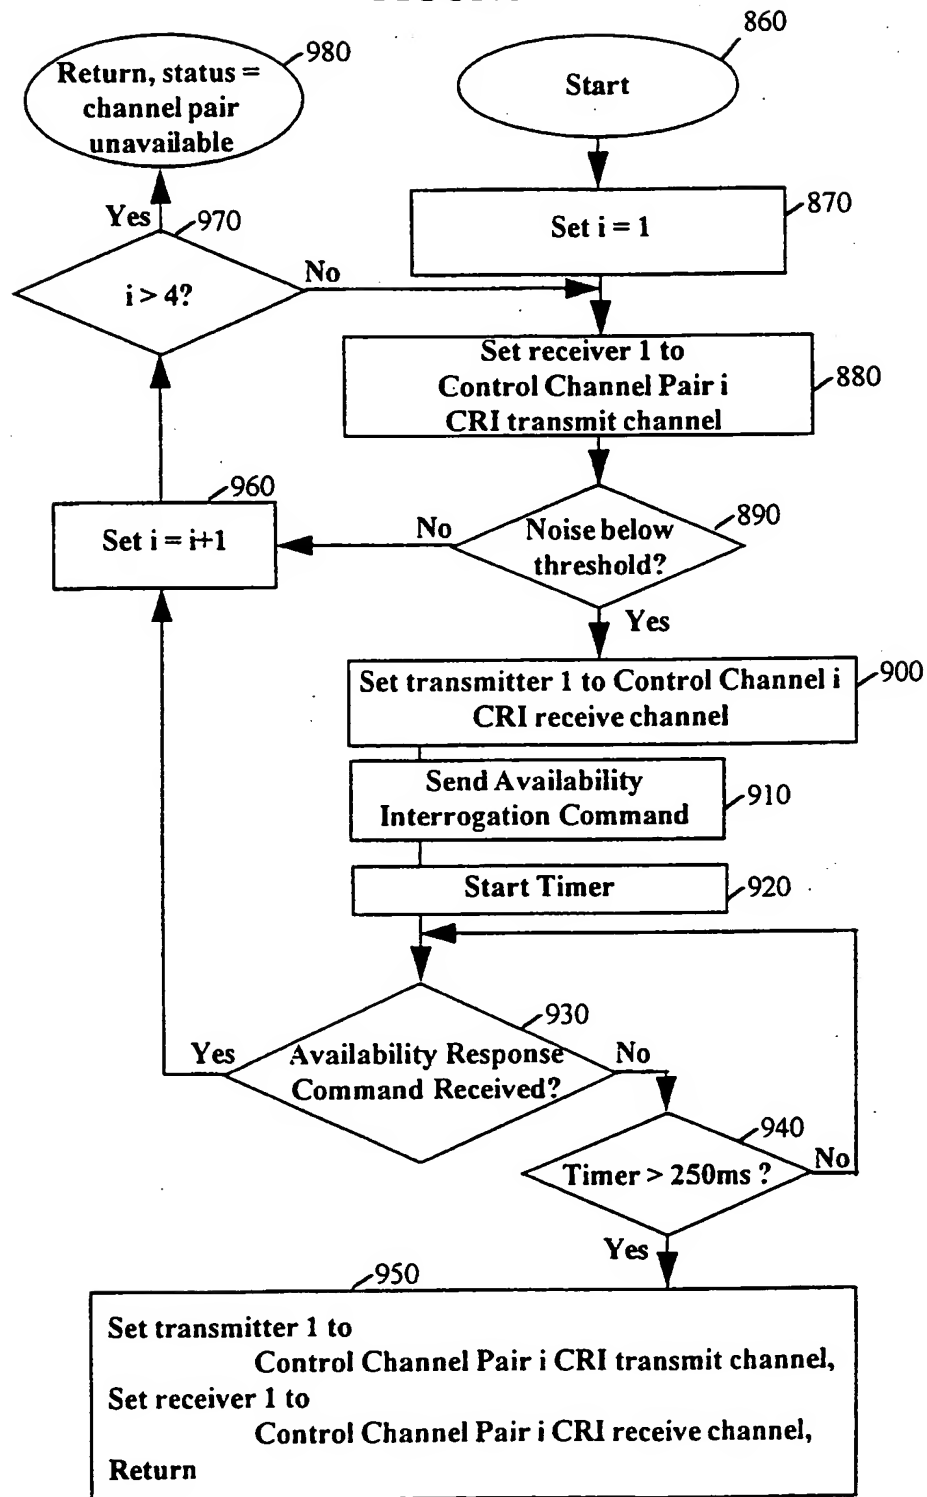 860
Start
980
Return, status =
channel pair
unavailable
870
Set i = 1
Yes
970
i > 4?
No
Set receiver 1 to
Control Channel Pair i
CRI transmit channel
880
960
Set i = i+1
No
890
Noise below
threshold?
Yes
Set transmitter 1 to Control Channel i
CRI receive channel
900
Send Availability
Interrogation Command
910
Start Timer
920
930
Yes
Availability Response
Command Received?
No
940
Timer > 250ms ?
No
Yes
950
Set transmitter 1 to
Control Channel Pair i CRI transmit channel,
Set receiver 1 to
Control Channel Pair i CRI receive channel,
Return